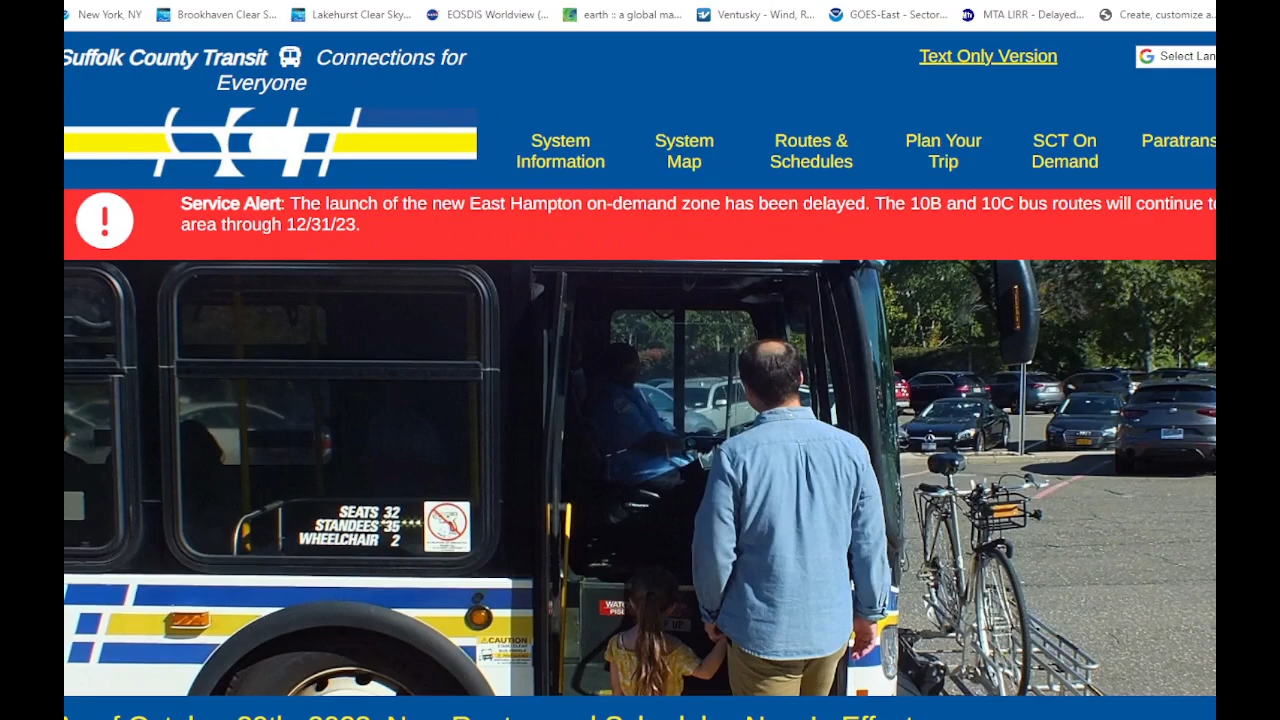 New York, NY
Brookhaven Clear S...
Lakehurst Clear Sky...
EOSDIS Worldview (...
earth :: a global ma...
Ventusky - Wind, R...
GOES-East - Sector...
MTA LIRR - Delayed...
Create, customize a...
Suffolk County Transit Connections for
Everyone
Text Only Version
Select Lan
SCT
System
Information
System
Map
Routes &
Schedules
Plan Your
Trip
SCT On
Demand
Paratrans
Service Alert: The launch of the new East Hampton on-demand zone has been delayed. The 10B and 10C bus routes will continue to
area through 12/31/23.
SEATS 32
STANDEES 35
WHEELCHAIR 2
CAUTION